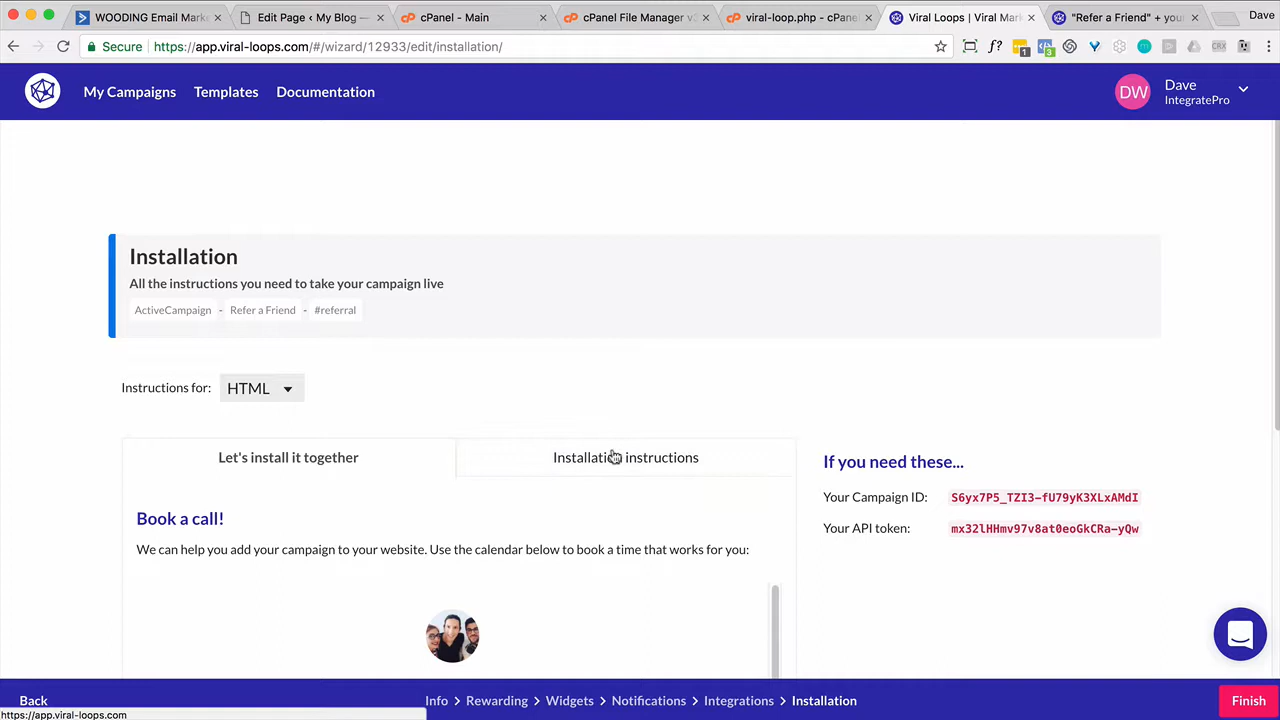 WOODING Email Mark
Edit Page ‹ My Blog
cPanel - Main
cPanel File Manager v
viral-loop.php - cPan
Viral Loops | Viral Mar
"Refer a Friend" + you
Dave
Secure
https://app.viral-loops.com/#/wizard/12933/edit/installation/
My Campaigns
Templates
Documentation
DW
Dave
IntegratePro
Installation
All the instructions you need to take your campaign live
ActiveCampaign - Refer a Friend - #referral
Instructions for:
HTML
Let's install it together
Installation instructions
If you need these...
Your Campaign ID:
S6yx7P5_TZI3-fU79yK3XLxAMdI
Your API token:
mx32lHHmv97v8at0eoGkCRa-yQw
Book a call!
We can help you add your campaign to your website. Use the calendar below to book a time that works for you:
Back
Info > Rewarding > Widgets > Notifications > Integrations > Installation
Finish
https://app.viral-loops.com